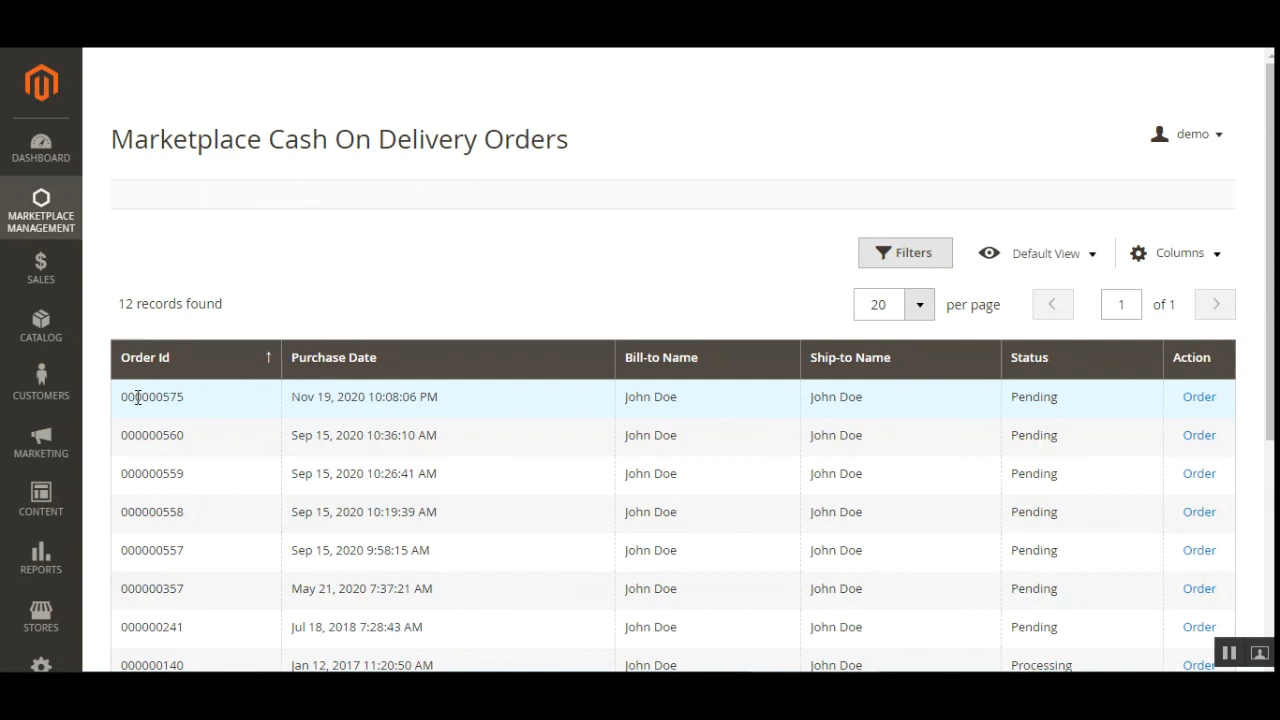 Marketplace Cash On Delivery Orders
demo
DASHBOARD
MARKETPLACE
MANAGEMENT
SALES
CATALOG
CUSTOMERS
MARKETING
CONTENT
REPORTS
STORES
Filters
Default View
Columns
12 records found
20
per page
1
of 1
Order Id ↑ Purchase Date Bill-to Name Ship-to Name Status Action
000000575 Nov 19, 2020 10:08:06 PM John Doe John Doe Pending Order
000000560 Sep 15, 2020 10:36:10 AM John Doe John Doe Pending Order
000000559 Sep 15, 2020 10:26:41 AM John Doe John Doe Pending Order
000000558 Sep 15, 2020 10:19:39 AM John Doe John Doe Pending Order
000000557 Sep 15, 2020 9:58:15 AM John Doe John Doe Pending Order
000000357 May 21, 2020 7:37:21 AM John Doe John Doe Pending Order
000000241 Jul 18, 2018 7:28:43 AM John Doe John Doe Pending Order
000000140 Jan 12, 2017 11:20:50 AM John Doe John Doe Processing Order